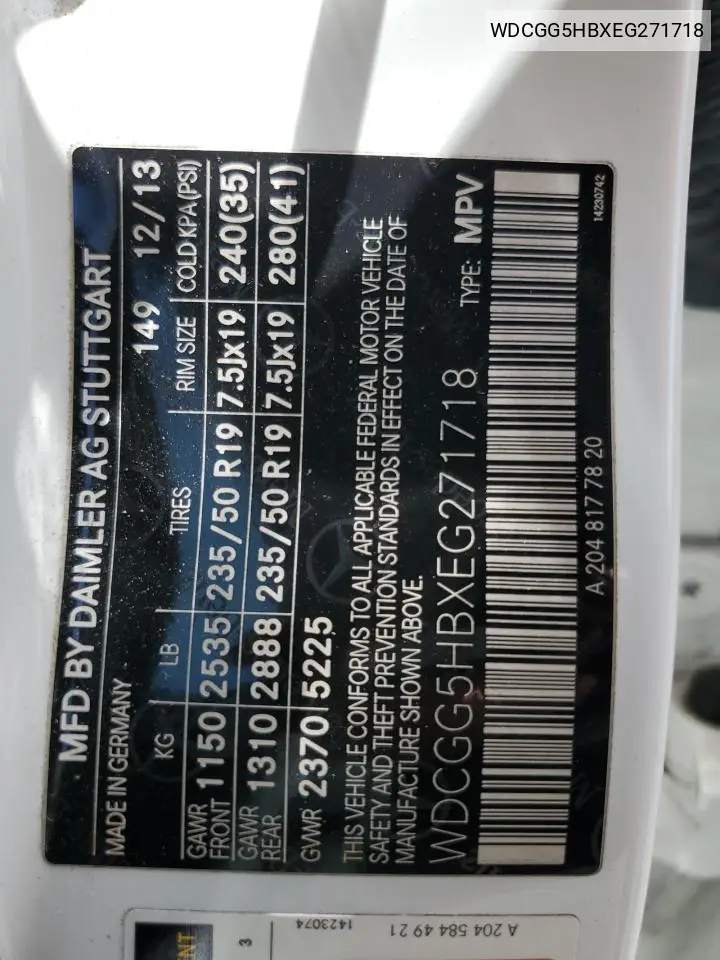 WDCGG5HBXEG271718
MFD BY DAIMLER AG STUTTGART
MADE IN GERMANY 149 12/13
KG LB TIRES RIM SIZE COLD KPA(PSI)
GAWR FRONT 1150 2535 235/50 R19 7.5Jx19 240(35)
GAWR REAR 1310 2888 235/50 R19 7.5Jx19 280(41)
GVWR 2370 5225
THIS VEHICLE CONFORMS TO ALL APPLICABLE FEDERAL MOTOR VEHICLE
SAFETY AND THEFT PREVENTION STANDARDS IN EFFECT ON THE DATE OF
MANUFACTURE SHOWN ABOVE.
WDCGG5HBXEG271718 TYPE: MPV
A 204 817 78 20 14230742
3
1423074
A 204 584 49 21